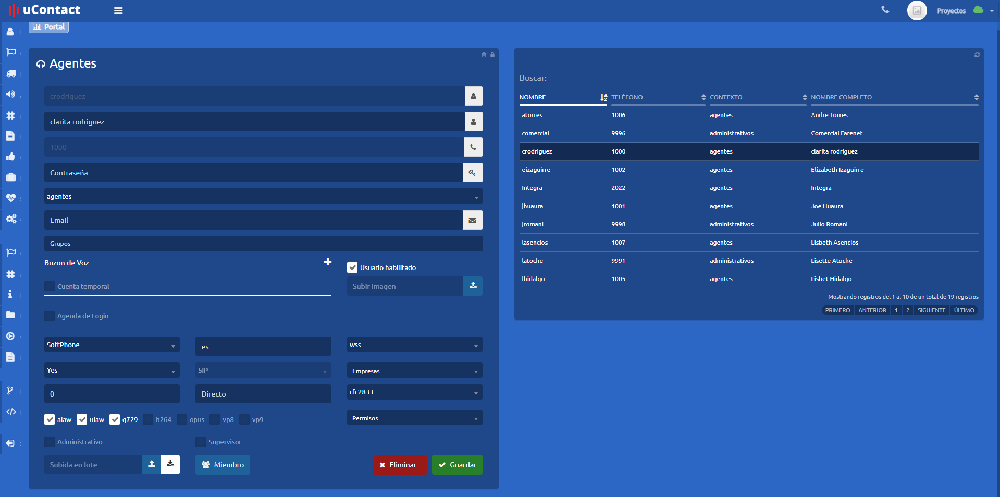 uContact
Proyectos -
Portal
Agentes
crodriguez
clarita rodriguez
1000
Contraseña
agentes
Email
Grupos
Buzon de Voz
Usuario habilitado
Cuenta temporal
Subir imagen
Agenda de Login
SoftPhone
es
wss
Yes
SIP
Empresas
0
Directo
rfc2833
alaw ulaw g729 h264 opus vp8 vp9
Permisos
Administrativo
Supervisor
Subida en lote
Miembro
Eliminar
Guardar
Buscar:
NOMBRE TELÉFONO CONTEXTO NOMBRE COMPLETO
atorres 1006 agentes Andre Torres
comercial 9996 administrativos Comercial Farenet
crodriguez 1000 agentes clarita rodriguez
eizaguirre 1002 agentes Elizabeth Izaguirre
Integra 2022 agentes Integra
jhuaura 1001 agentes Joe Huaura
jromani 9998 administrativos Julio Romani
lasencios 1007 agentes Lisbeth Asencios
latoche 9991 administrativos Lisette Atoche
lhidalgo 1005 agentes Lisbet Hidalgo
Mostrando registros del 1 al 10 de un total de 19 registros
PRIMERO ANTERIOR 1 2 SIGUIENTE ÚLTIMO